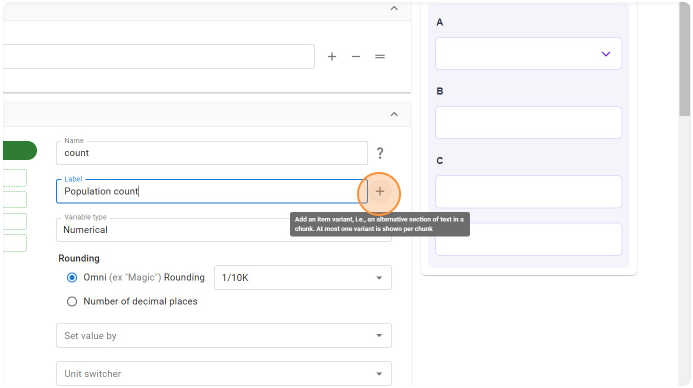 A
B
Name
count
?
C
Label
Population count
Add an item variant, i.e., an alternative section of text in a
chunk. At most one variant is shown per chunk
Variable type
Numerical
Rounding
Omni (ex "Magic") Rounding
1/10K
Number of decimal places
Set value by
Unit switcher